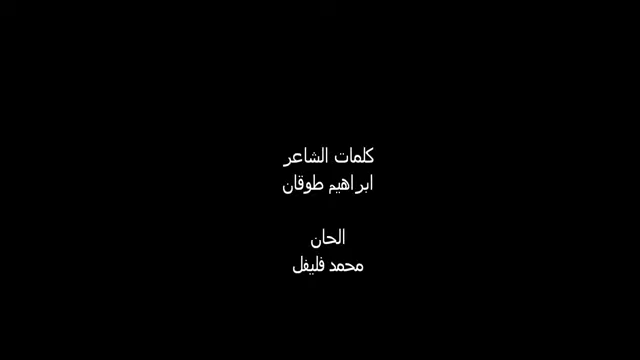 كلمات الشاعر
ابراهيم طوقان
الحان
محمد فليفل